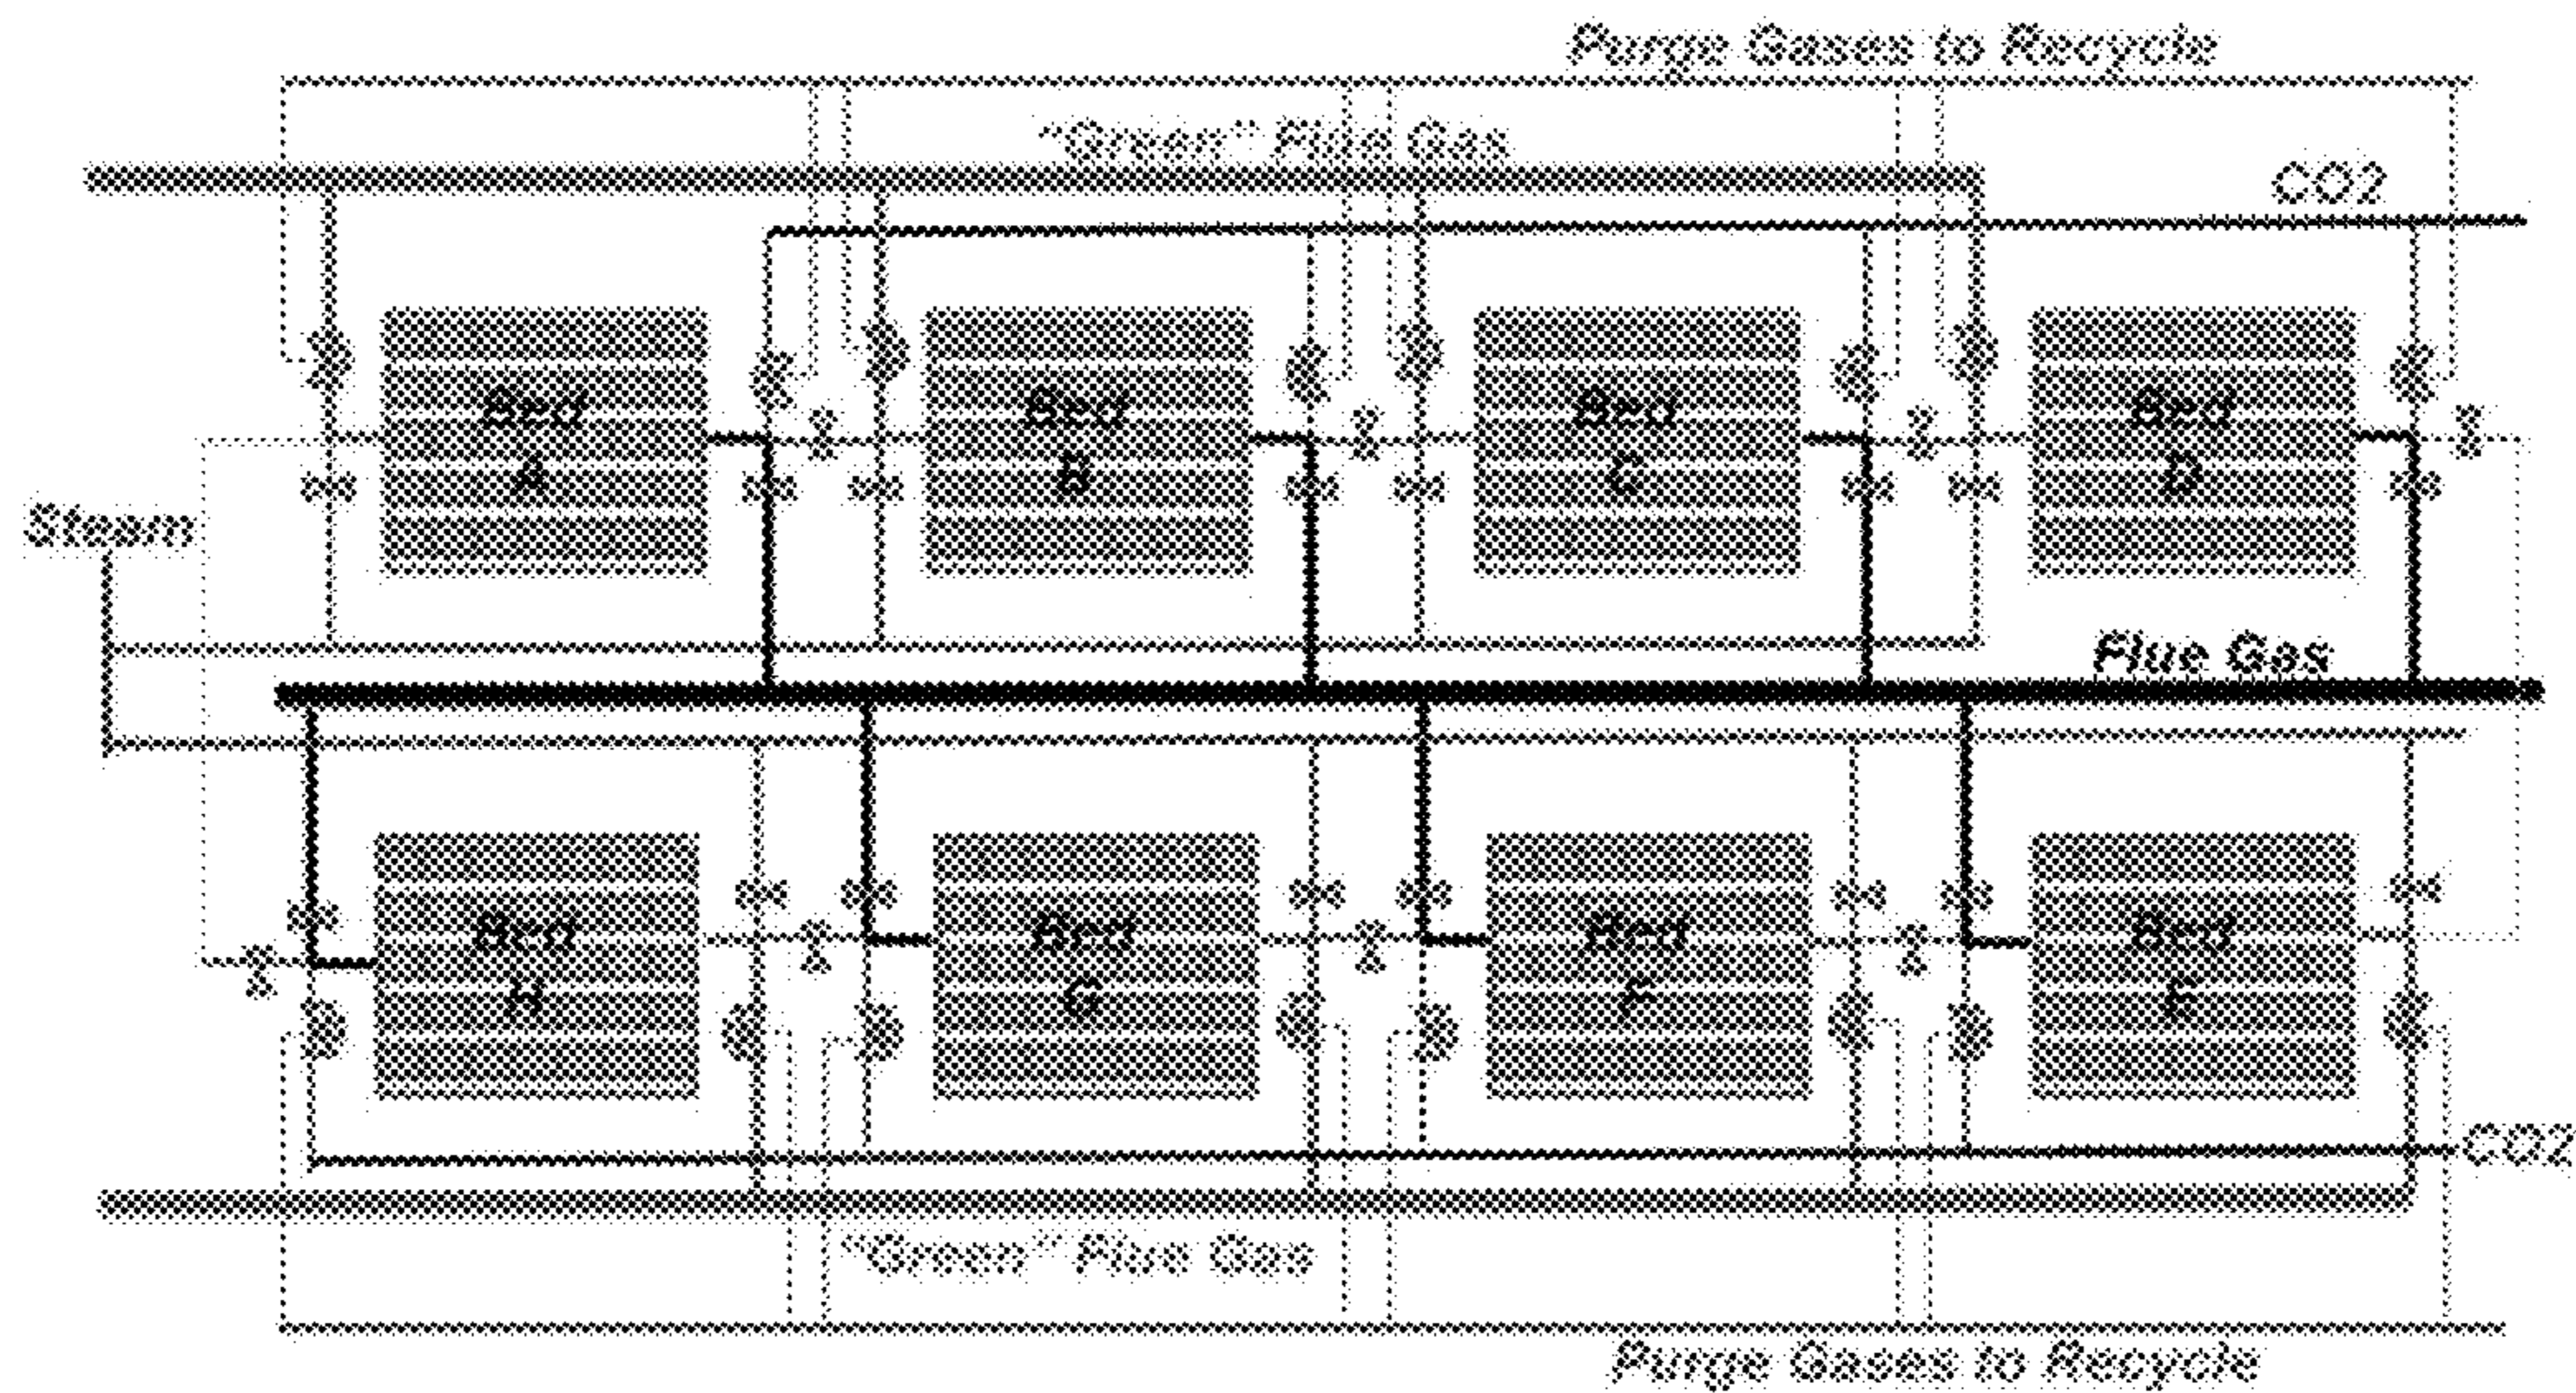 Purge Gases to Recycle
"Green" Flue Gas
CO2
Bed
A
Bed
B
Bed
C
Bed
D
Steam
Flue Gas
Bed
H
Bed
G
Bed
F
Bed
E
CO2
"Green" Flue Gas
Purge Gases to Recycle